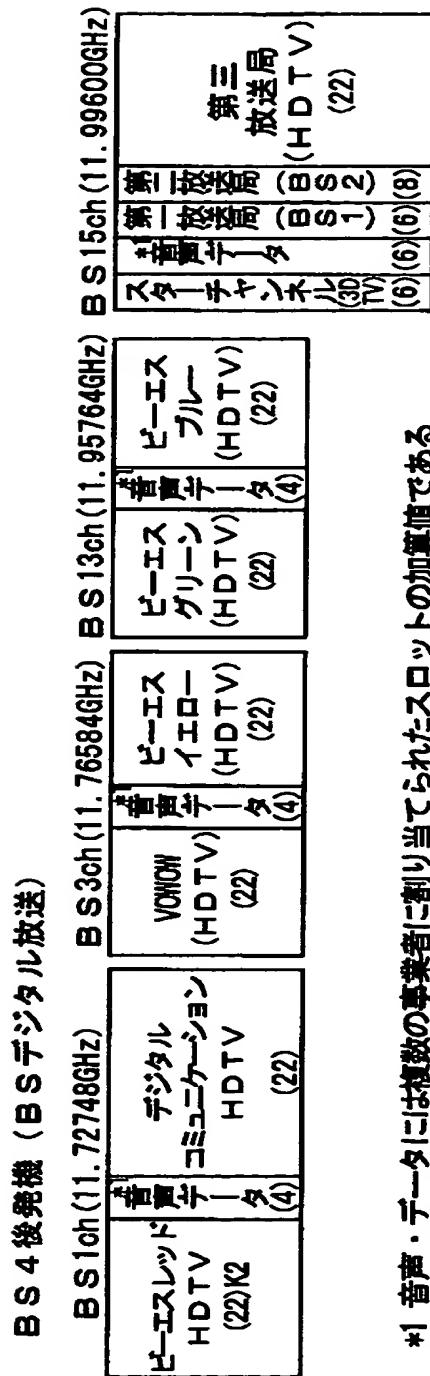 BS4後発機(BSデジタル放送)
BS1ch(11.72748GHz)
ビーエスレッド
HDTV
(22)K2
*
音声データ
(4)
デジタル
コミュニケーション
HDTV
(22)
BS3ch(11.76584GHz)
VOWOW
(HDTV)
(22)
*
音声データ
(4)
ビーエス
イエロー
(HDTV)
(22)
BS13ch(11.95764GHz)
ビーエス
グリーン
(HDTV)
(22)
*
音声データ
(4)
ビーエス
ブルー
(HDTV)
(22)
BS15ch(11.99600GHz)
スターチャンネル(3DTV)
(6)
*1
音声データ
(6)
第一放送局(BS1)
(6)
第二放送局(BS2)
(8)
第三
放送局
(HDTV)
(22)
*1 音声・データには複数の事業者に割り当てられたスロットの加算値である